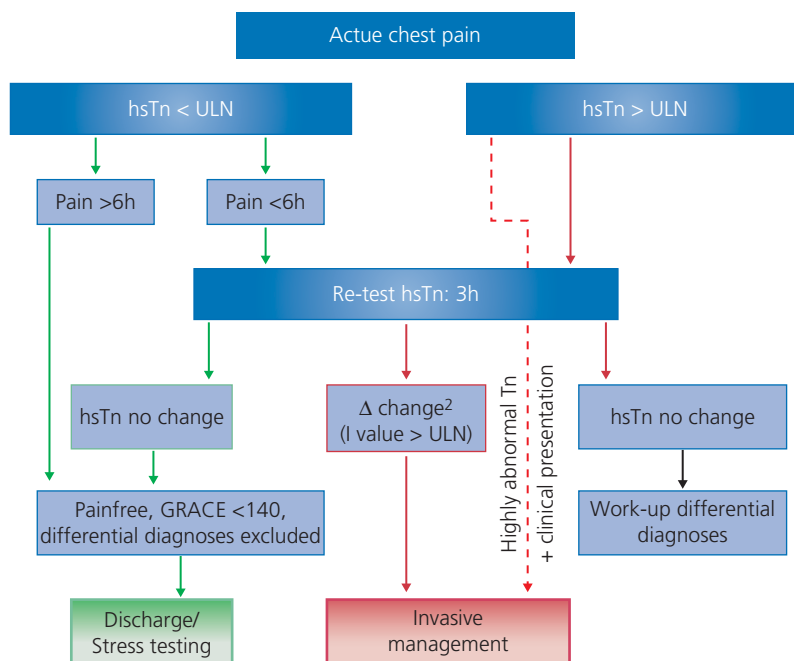 Actue chest pain
hsTn < ULN
hsTn > ULN
Pain >6h
Pain <6h
Re-test hsTn: 3h
hsTn no change
Δ change²
(I value > ULN)
Highly abnormal Tn
+ clinical presentation
hsTn no change
Painfree, GRACE <140,
differential diagnoses excluded
Work-up differential
diagnoses
Discharge/
Stress testing
Invasive
management